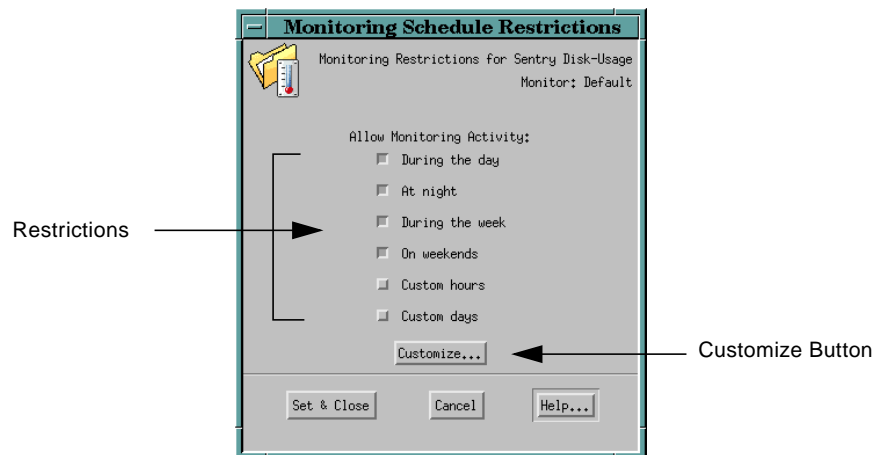 Monitoring Schedule Restrictions
Monitoring Restrictions for Sentry Disk-Usage
Monitor: Default
Allow Monitoring Activity:
During the day
At night
During the week
On weekends
Custom hours
Custom days
Customize...
Set & Close
Cancel
Help...
Restrictions
Customize Button